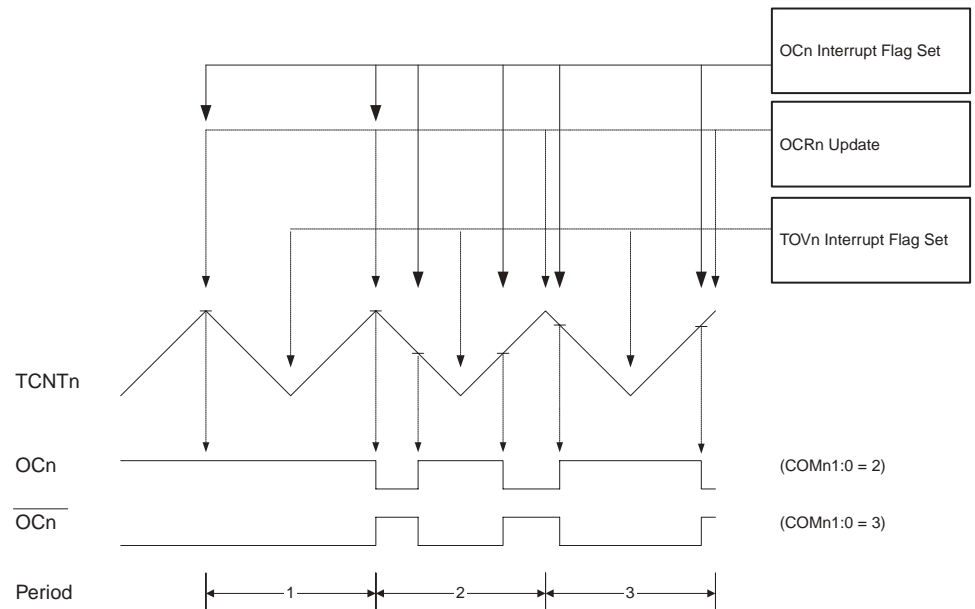 OCn Interrupt Flag Set
OCRn Update
TOVn Interrupt Flag Set
TCNTn
OCn
(COMn1:0 = 2)
OCn
(COMn1:0 = 3)
Period
1
2
3